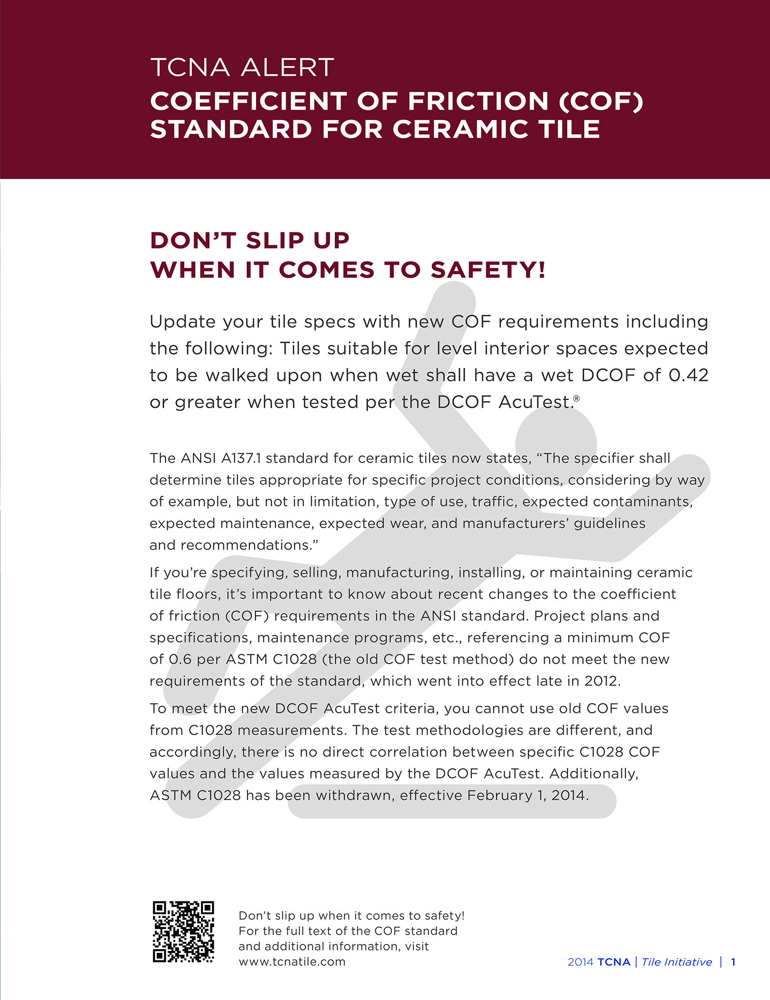 TCNA ALERT
COEFFICIENT OF FRICTION (COF)
STANDARD FOR CERAMIC TILE
DON’T SLIP UP
WHEN IT COMES TO SAFETY!
Update your tile specs with new COF requirements including
the following: Tiles suitable for level interior spaces expected
to be walked upon when wet shall have a wet DCOF of 0.42
or greater when tested per the DCOF AcuTest.®
The ANSI A137.1 standard for ceramic tiles now states, “The specifier shall
determine tiles appropriate for specific project conditions, considering by way
of example, but not in limitation, type of use, traffic, expected contaminants,
expected maintenance, expected wear, and manufacturers’ guidelines
and recommendations.”
If you’re specifying, selling, manufacturing, installing, or maintaining ceramic
tile floors, it’s important to know about recent changes to the coefficient
of friction (COF) requirements in the ANSI standard. Project plans and
specifications, maintenance programs, etc., referencing a minimum COF
of 0.6 per ASTM C1028 (the old COF test method) do not meet the new
requirements of the standard, which went into effect late in 2012.
To meet the new DCOF AcuTest criteria, you cannot use old COF values
from C1028 measurements. The test methodologies are different, and
accordingly, there is no direct correlation between specific C1028 COF
values and the values measured by the DCOF AcuTest. Additionally,
ASTM C1028 has been withdrawn, effective February 1, 2014.
Don’t slip up when it comes to safety!
For the full text of the COF standard
and additional information, visit
www.tcnatile.com
2014 TCNA | Tile Initiative | 1